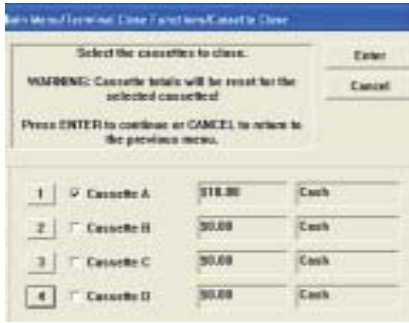 Main Menu/Terminal Close Functions/Cassette Close
Select the cassettes to close.
WARNING: Cassette totals will be reset for the
selected cassettes!
Press ENTER to continue or CANCEL to return to
the previous menu.
Enter
Cancel
1 Cassette A $10.00 Cash
2 Cassette B $0.00 Cash
3 Cassette C $0.00 Cash
4 Cassette D $0.00 Cash